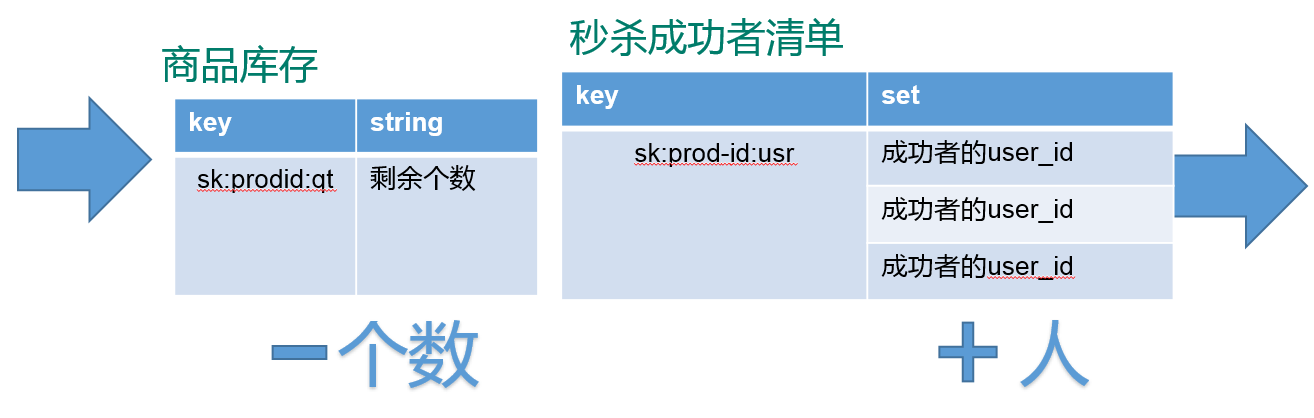 商品库存
key string
sk:prodid:qt 剩余个数
一个数
秒杀成功者清单
key set
sk:prod-id:usr 成功者的user_id
成功者的user_id
成功者的user_id
+ 人